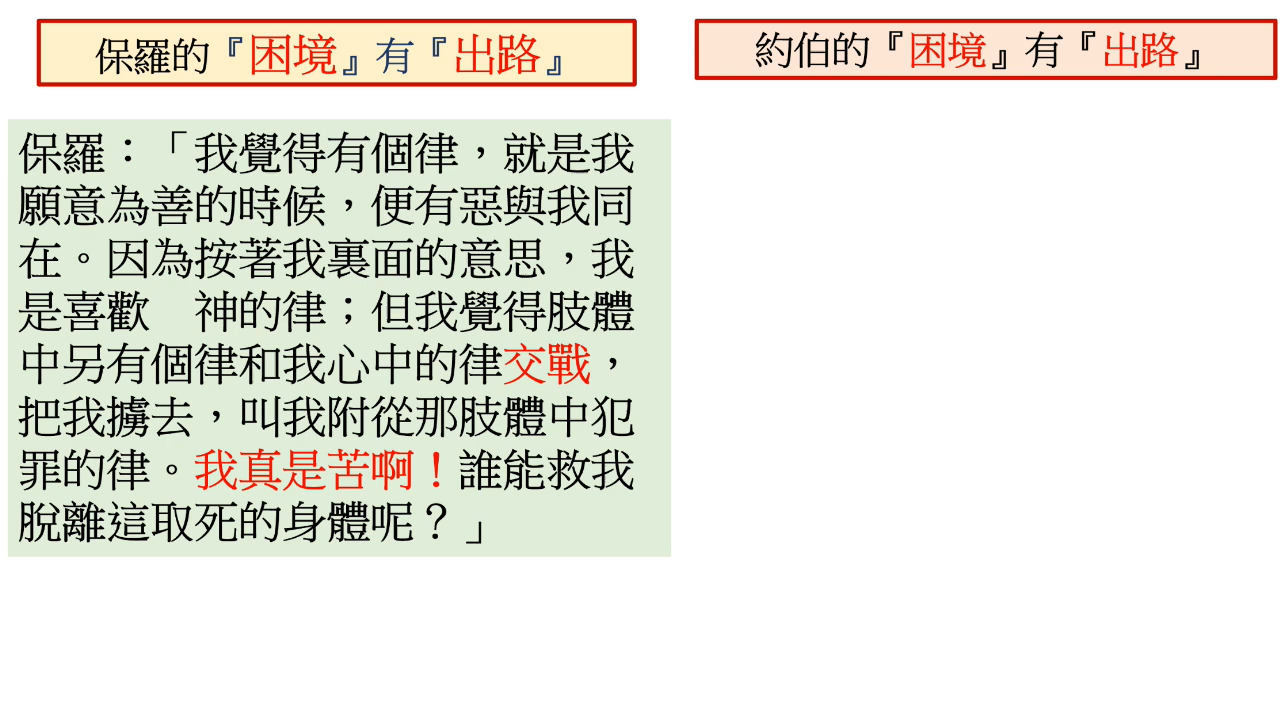 保羅的『困境』有『出路』
約伯的『困境』有『出路』
保羅：「我覺得有個律，就是我
願意為善的時候，便有惡與我同
在。因為按著我裏面的意思，我
是喜歡　神的律；但我覺得肢體
中另有個律和我心中的律交戰，
把我擄去，叫我附從那肢體中犯
罪的律。我真是苦啊！誰能救我
脫離這取死的身體呢？」